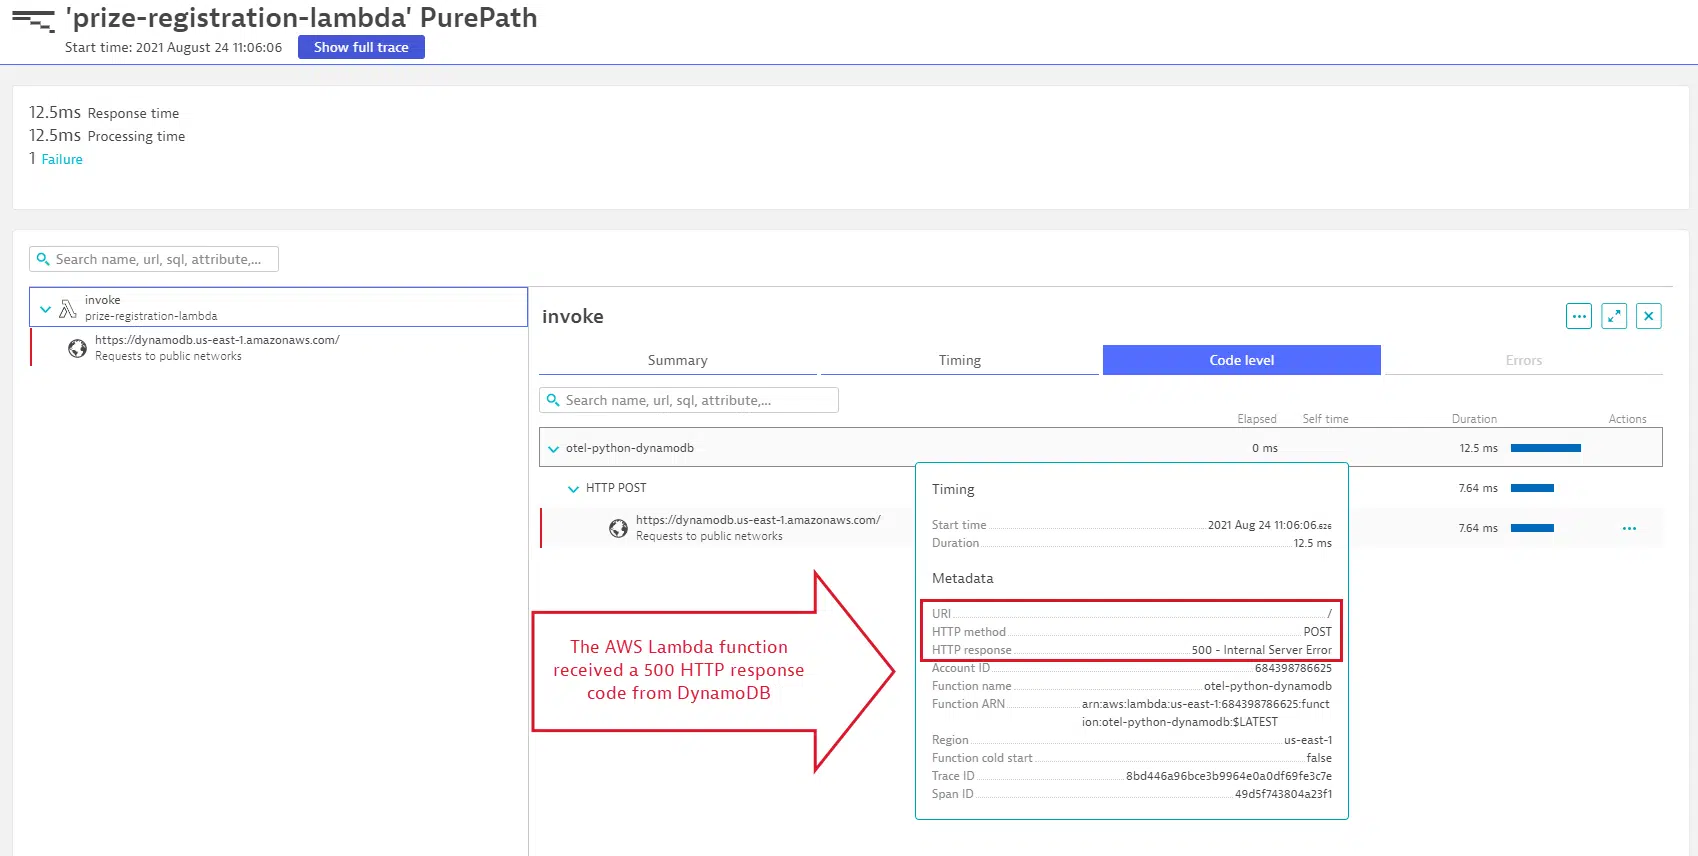 'prize-registration-lambda' PurePath
Start time: 2021 August 24 11:06:06 Show full trace
12.5ms Response time
12.5ms Processing time
1 Failure
Search name, url, sql, attribute,...
invoke
prize-registration-lambda
https://dynamodb.us-east-1.amazonaws.com/
Requests to public networks
invoke
Summary Timing Code level Errors
Search name, url, sql, attribute,...
Elapsed Self time Duration Actions
otel-python-dynamodb 0 ms 12.5 ms
HTTP POST 7.64 ms
https://dynamodb.us-east-1.amazonaws.com/
Requests to public networks
7.64 ms
Timing
Start time 2021 Aug 24 11:06:06.626
Duration 12.5 ms
Metadata
URI /
HTTP method POST
HTTP response 500 - Internal Server Error
Account ID 684398786625
Function name otel-python-dynamodb
Function ARN arn:aws:lambda:us-east-1:684398786625:funct
ion:otel-python-dynamodb:$LATEST
Region us-east-1
Function cold start false
Trace ID 8bd446a96bce3b9964e0a0df69fe3c7e
Span ID 49d5f743804a23f1
The AWS Lambda function
received a 500 HTTP response
code from DynamoDB